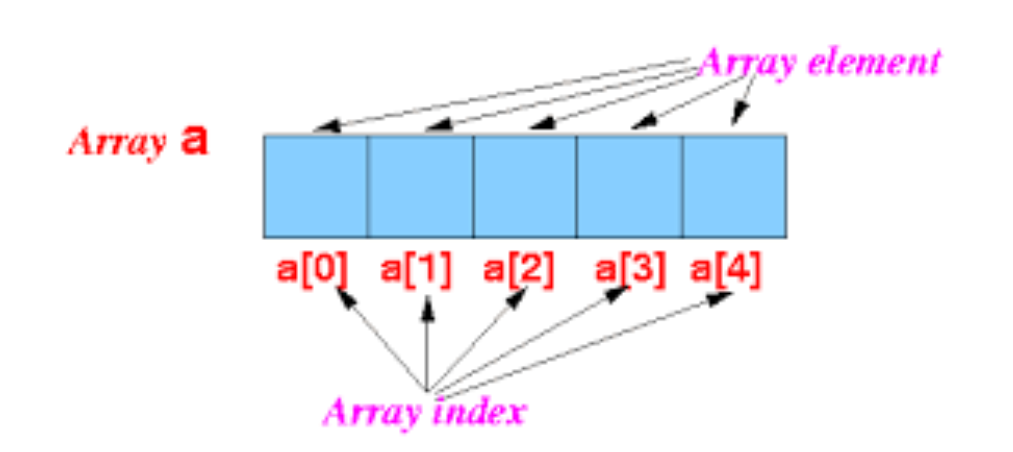 Array element
Array a
a[0] a[1] a[2] a[3] a[4]
Array index